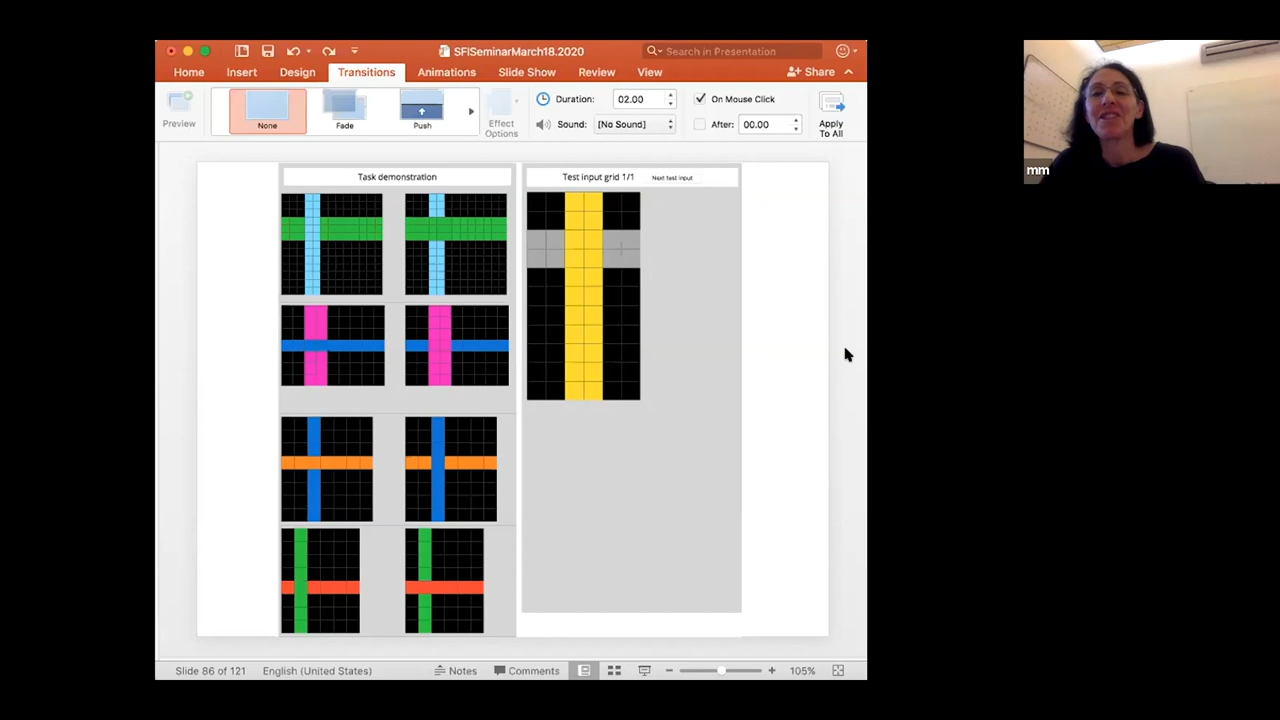 SFISeminarMarch18.2020
Search in Presentation
Home Insert Design Transitions Animations Slide Show Review View Share
Preview
None
Fade
Push
Effect Options
Duration: 02.00
Sound: [No Sound]
On Mouse Click
After: 00.00
Apply To All
mm
Task demonstration
Test input grid 1/1 Next test input
Slide 86 of 121 English (United States) Notes Comments 105%